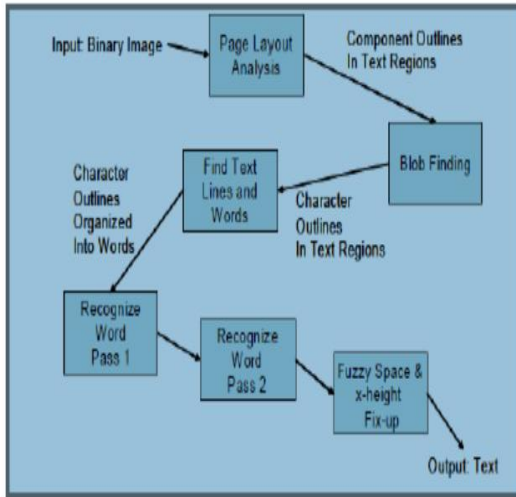 Input: Binary Image
Page Layout
Analysis
Component Outlines
In Text Regions
Blob Finding
Character
Outlines
In Text Regions
Find Text
Lines and
Words
Character
Outlines
Organized
Into Words
Recognize
Word
Pass 1
Recognize
Word
Pass 2
Fuzzy Space &
x-height
Fix-up
Output: Text